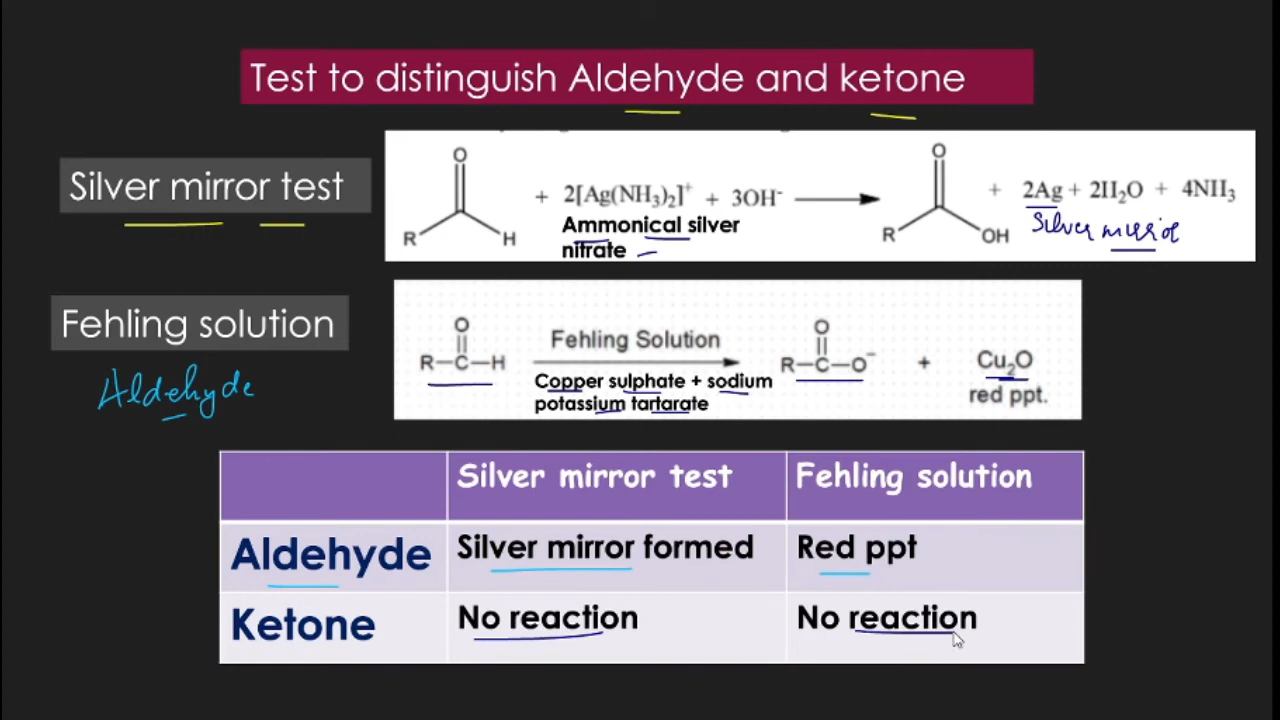 Test to distinguish Aldehyde and ketone
Silver mirror test
O
R H
+ 2[Ag(NH₃)₂]⁺ + 3OH⁻
Ammonical silver
nitrate
O
R OH
+ 2Ag + 2H₂O + 4NH₃
Silver mirror
Fehling solution
Aldehyde
O
R-C-H
Fehling Solution
Copper sulphate + sodium
potassium tartarate
O
R-C-O⁻
+ Cu₂O
red ppt.
Silver mirror test Fehling solution
Aldehyde Silver mirror formed Red ppt
Ketone No reaction No reaction